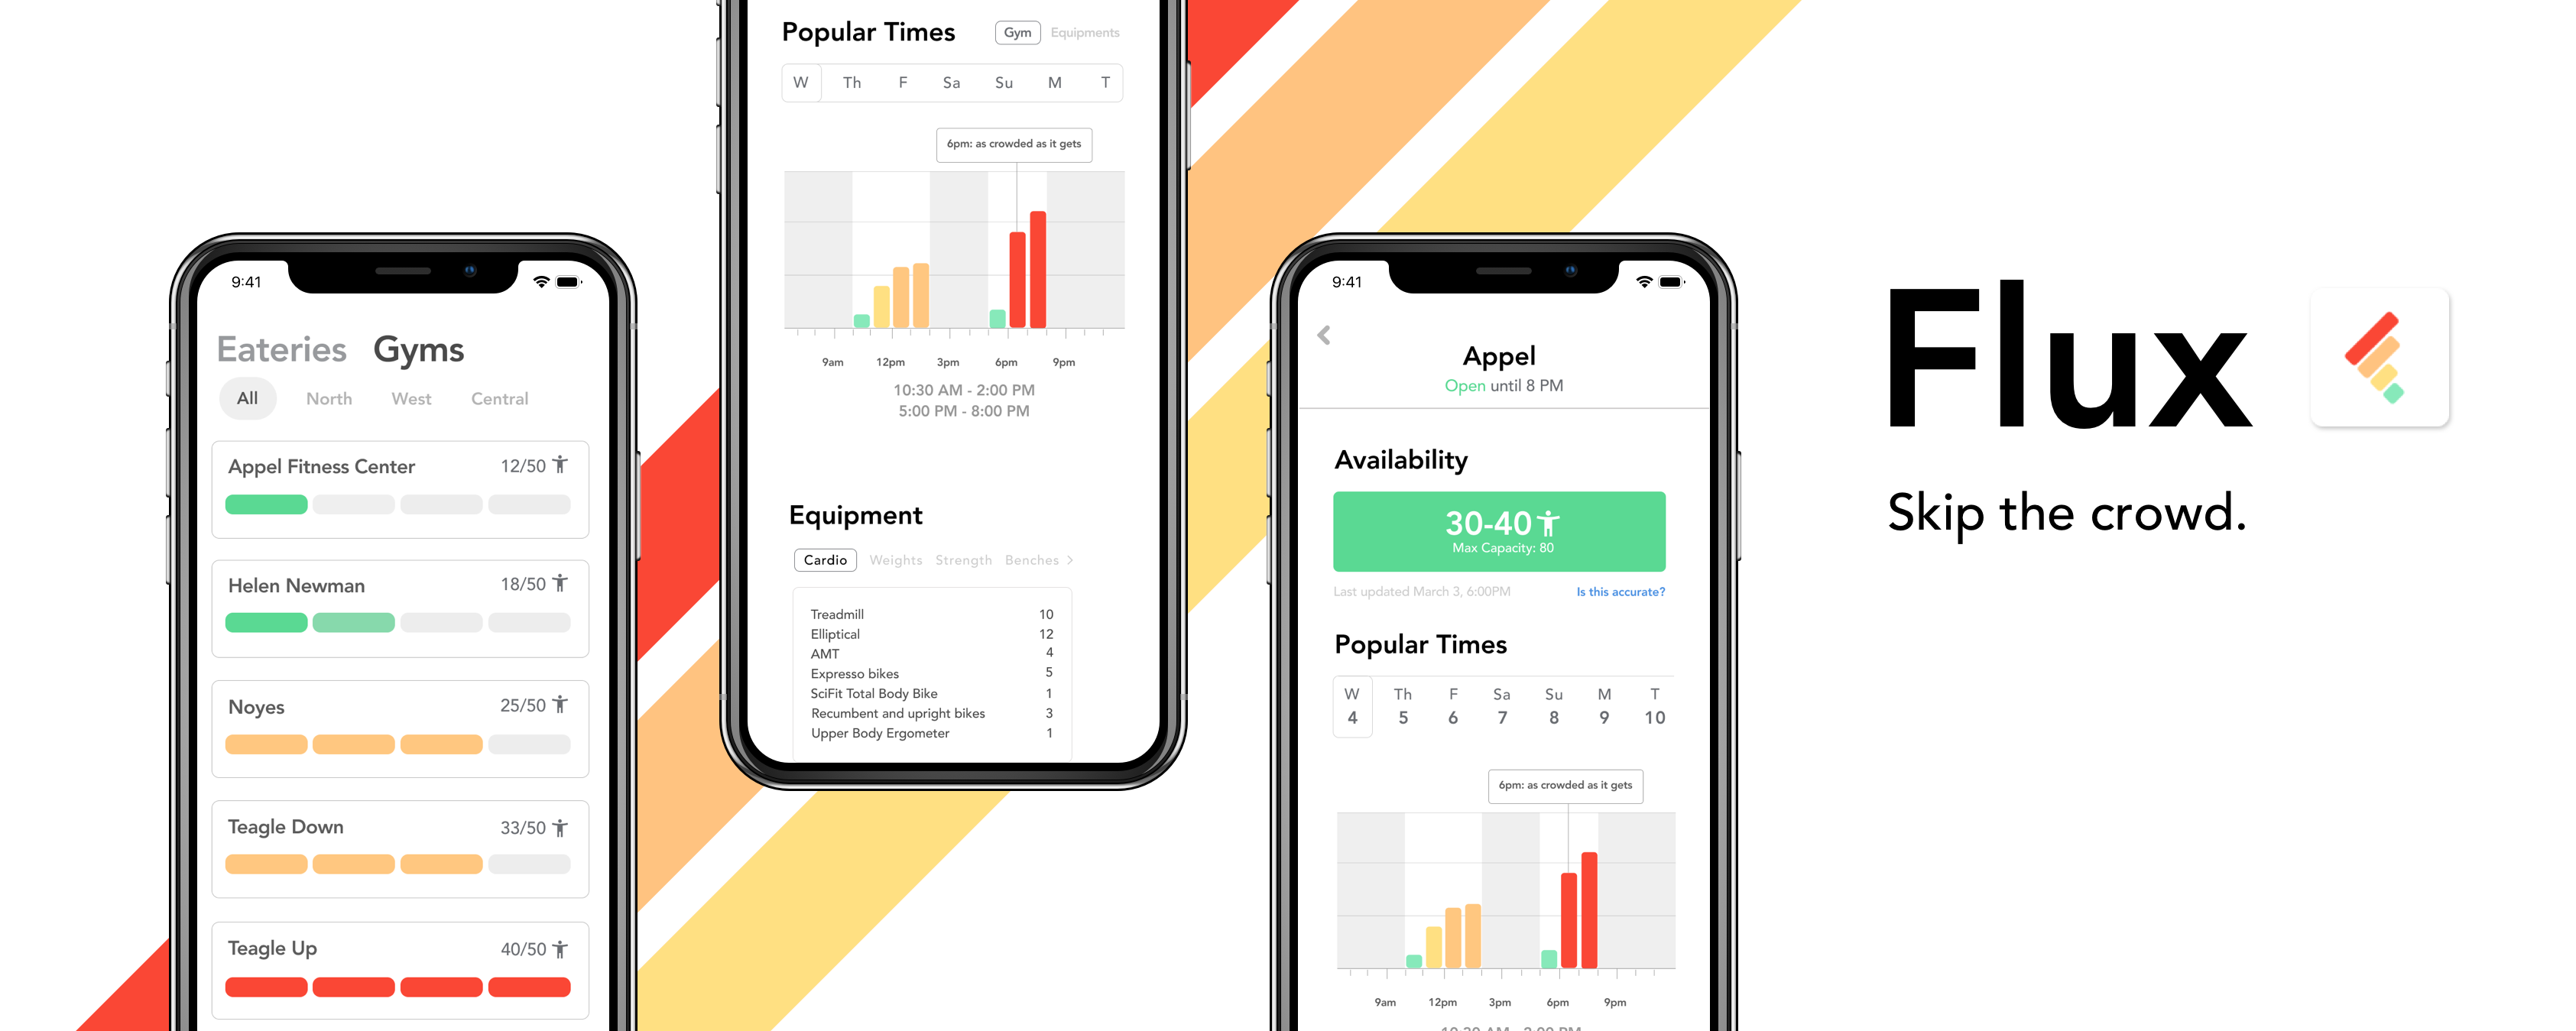 9:41
Eateries Gyms
All North West Central
Appel Fitness Center 12/50
Helen Newman 18/50
Noyes 25/50
Teagle Down 33/50
Teagle Up 40/50
Popular Times Gym Equipments
W Th F Sa Su M T
6pm: as crowded as it gets
9am 12pm 3pm 6pm 9pm
10:30 AM - 2:00 PM
5:00 PM - 8:00 PM
Equipment
Cardio Weights Strength Benches >
Treadmill 10
Elliptical 12
AMT 4
Expresso bikes 5
SciFit Total Body Bike 1
Recumbent and upright bikes 3
Upper Body Ergometer 1
9:41
Appel
Open until 8 PM
Availability
30-40
Max Capacity: 80
Last updated March 3, 6:00PM Is this accurate?
Popular Times
W Th F Sa Su M T
4 5 6 7 8 9 10
6pm: as crowded as it gets
9am 12pm 3pm 6pm 9pm
10:30 AM - 2:00 PM
Flux
Skip the crowd.